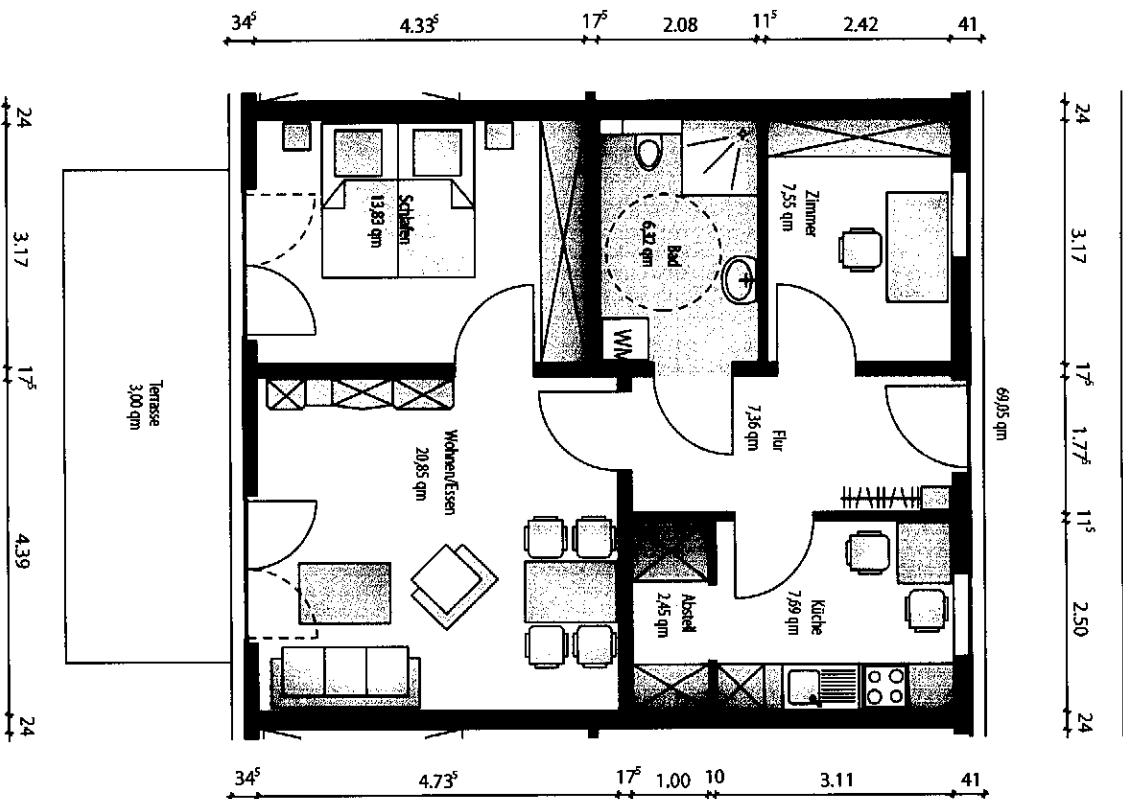 34⁵ 4.33⁵ 17⁵ 2.08 11⁵ 2.42 41
24
3.17
17⁵
4.39
24
Schlafen
13,83 qm
Bad
6,32 qm
WM
Zimmer
7,55 qm
Flur
7,36 qm
Wohnen/Essen
20,85 qm
Abstell
2,45 qm
Küche
7,69 qm
Terrasse
3,00 qm
69,05 qm
24
3.17
17⁵
1.77⁵
11⁵
2.50
24
34⁵ 4.73⁵ 17⁵ 1.00 10 3.11 41